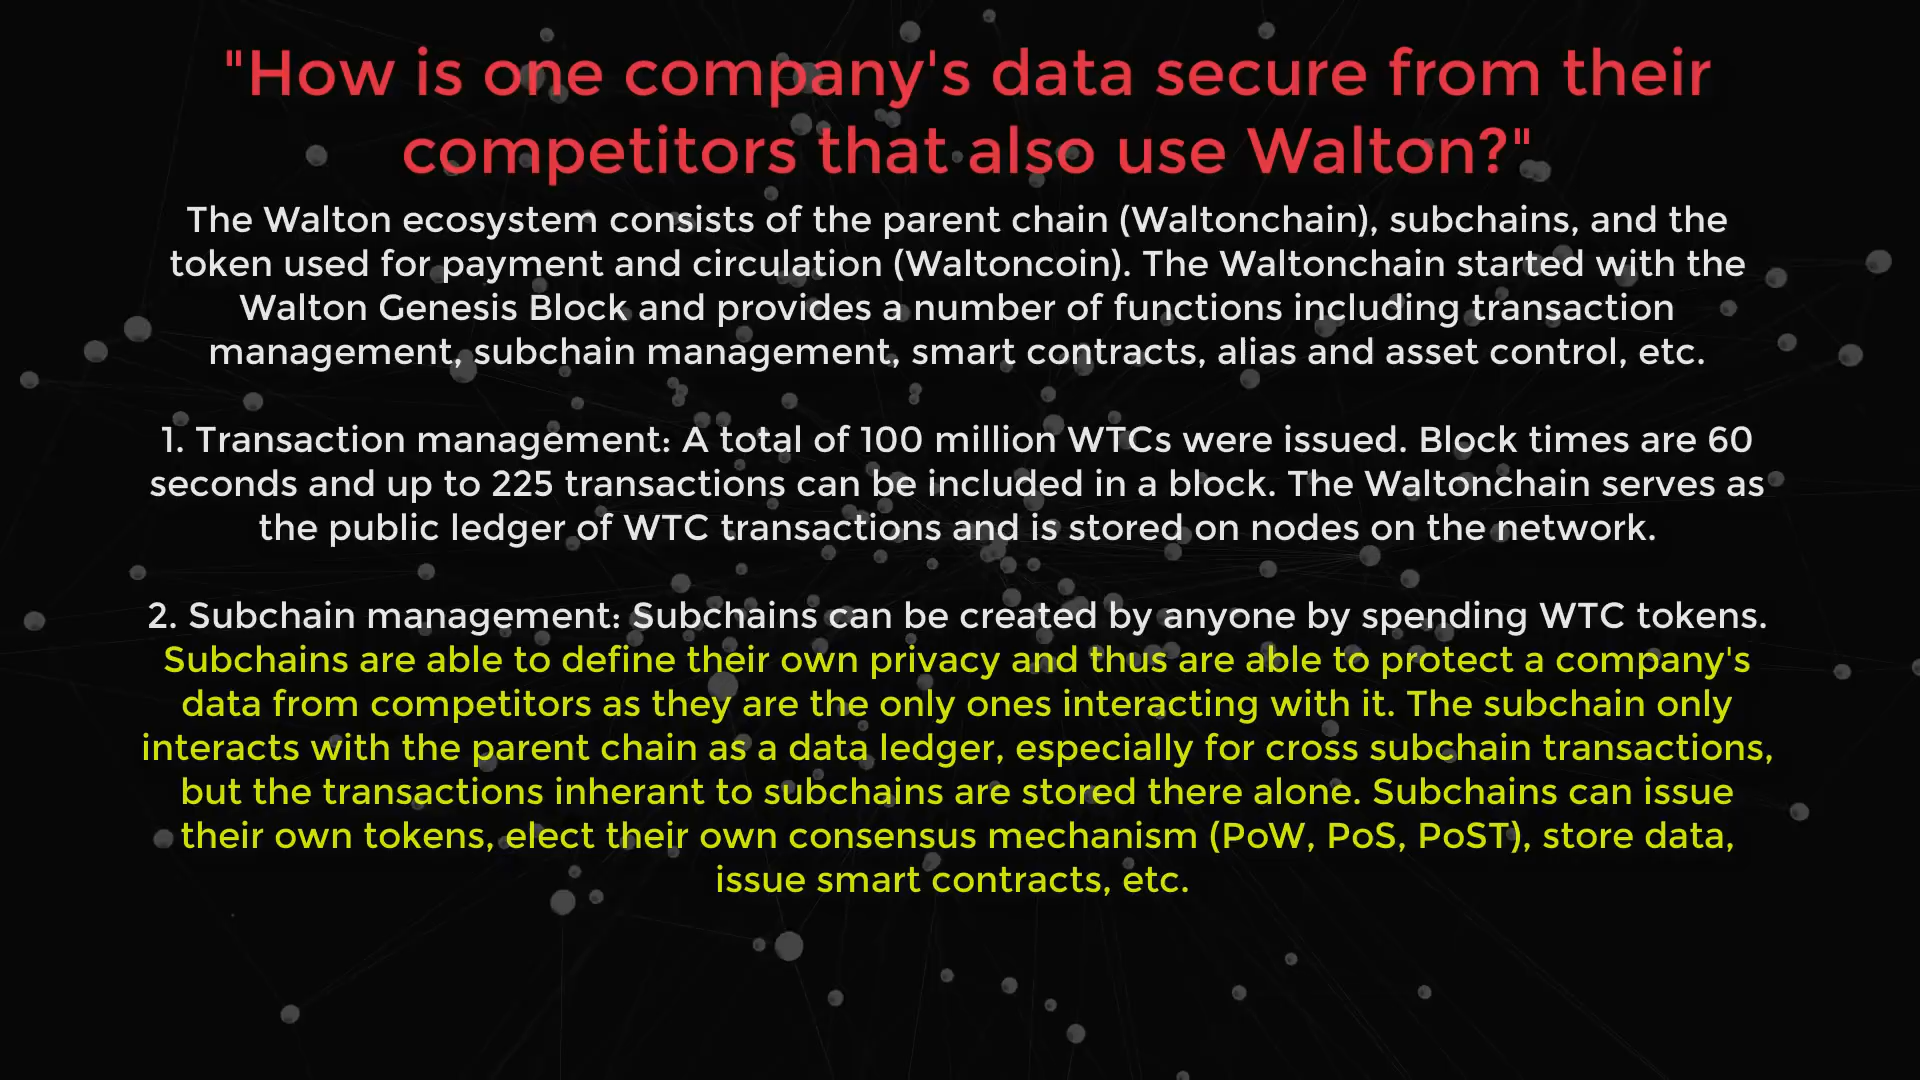 "How is one company's data secure from their
competitors that also use Walton?"
The Walton ecosystem consists of the parent chain (Waltonchain), subchains, and the
token used for payment and circulation (Waltoncoin). The Waltonchain started with the
Walton Genesis Block and provides a number of functions including transaction
management, subchain management, smart contracts, alias and asset control, etc.
1. Transaction management: A total of 100 million WTCs were issued. Block times are 60
seconds and up to 225 transactions can be included in a block. The Waltonchain serves as
the public ledger of WTC transactions and is stored on nodes on the network.
2. Subchain management: Subchains can be created by anyone by spending WTC tokens.
Subchains are able to define their own privacy and thus are able to protect a company's
data from competitors as they are the only ones interacting with it. The subchain only
interacts with the parent chain as a data ledger, especially for cross subchain transactions,
but the transactions inherant to subchains are stored there alone. Subchains can issue
their own tokens, elect their own consensus mechanism (PoW, PoS, PoST), store data,
issue smart contracts, etc.